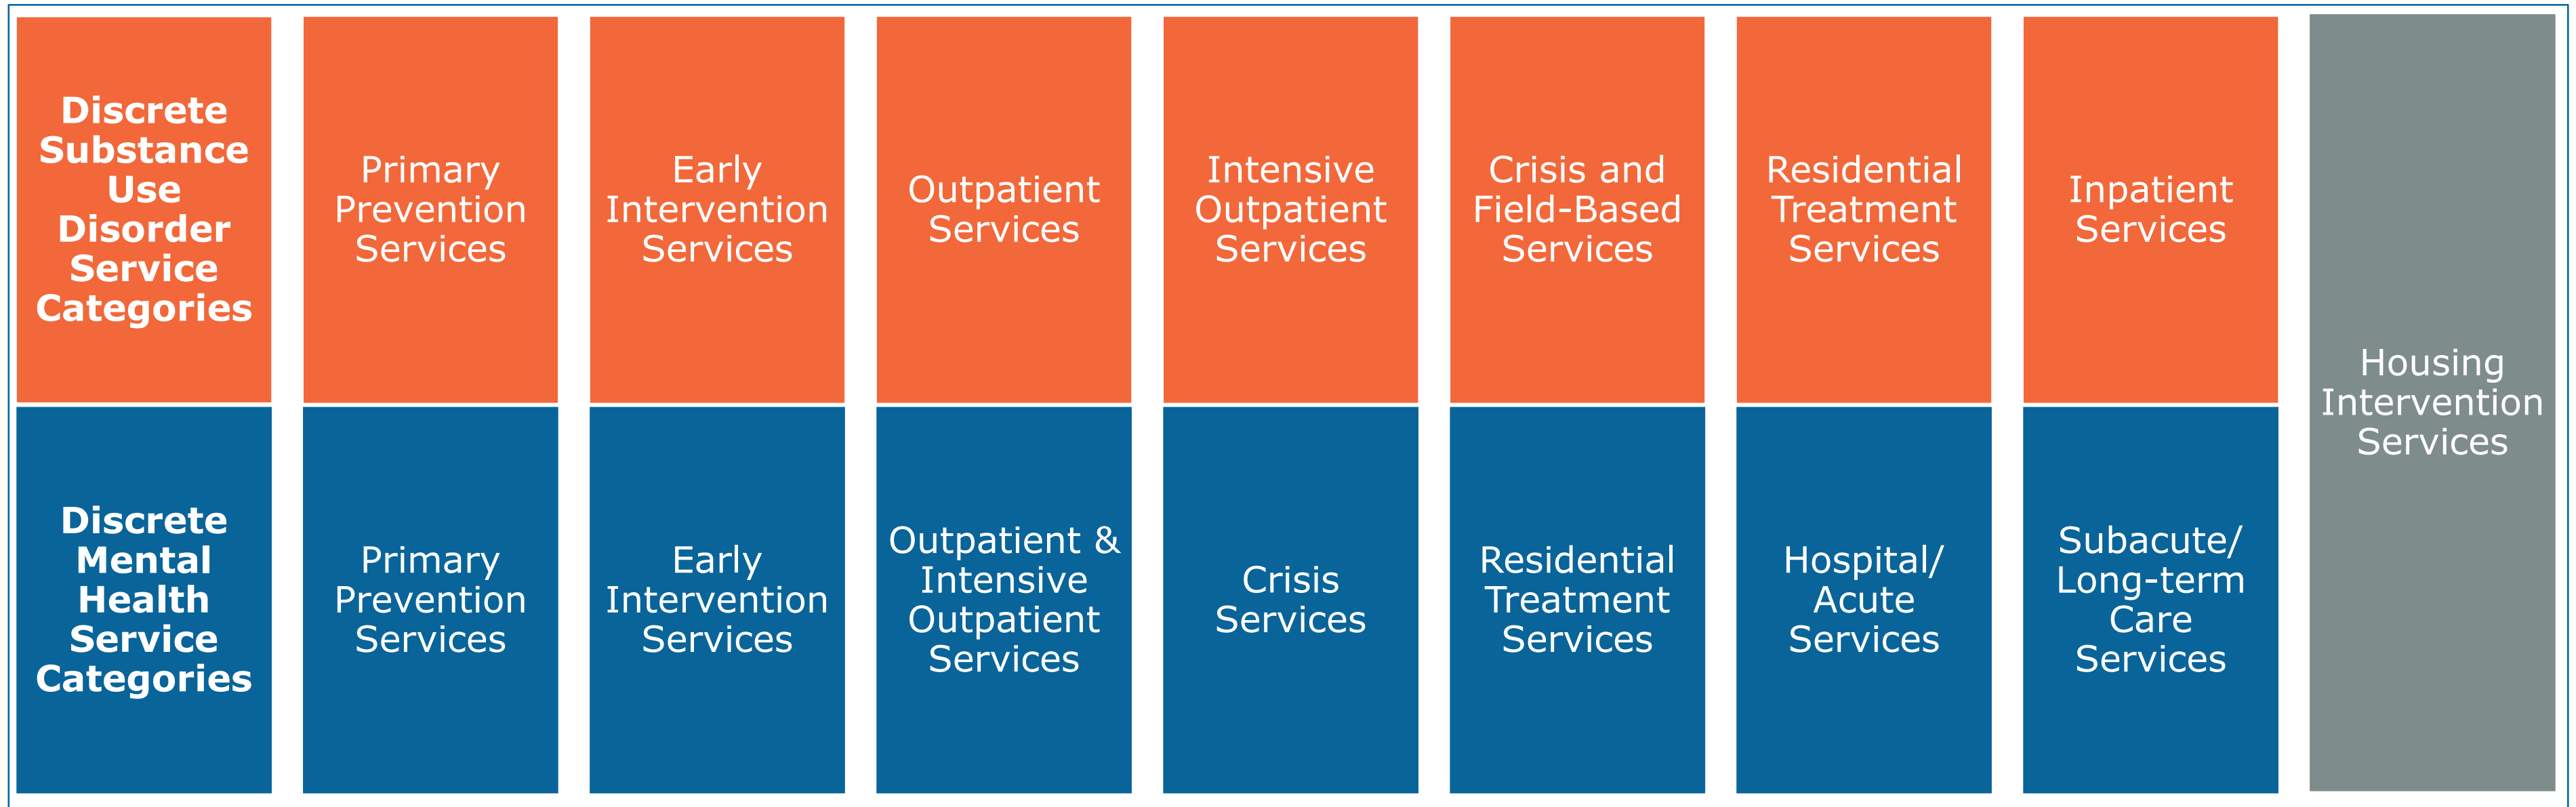 Discrete
Substance
Use
Disorder
Service
Categories
Primary
Prevention
Services
Early
Intervention
Services
Outpatient
Services
Intensive
Outpatient
Services
Crisis and
Field-Based
Services
Residential
Treatment
Services
Inpatient
Services
Housing
Intervention
Services
Discrete
Mental
Health
Service
Categories
Primary
Prevention
Services
Early
Intervention
Services
Outpatient &
Intensive
Outpatient
Services
Crisis
Services
Residential
Treatment
Services
Hospital/
Acute
Services
Subacute/
Long-term
Care
Services